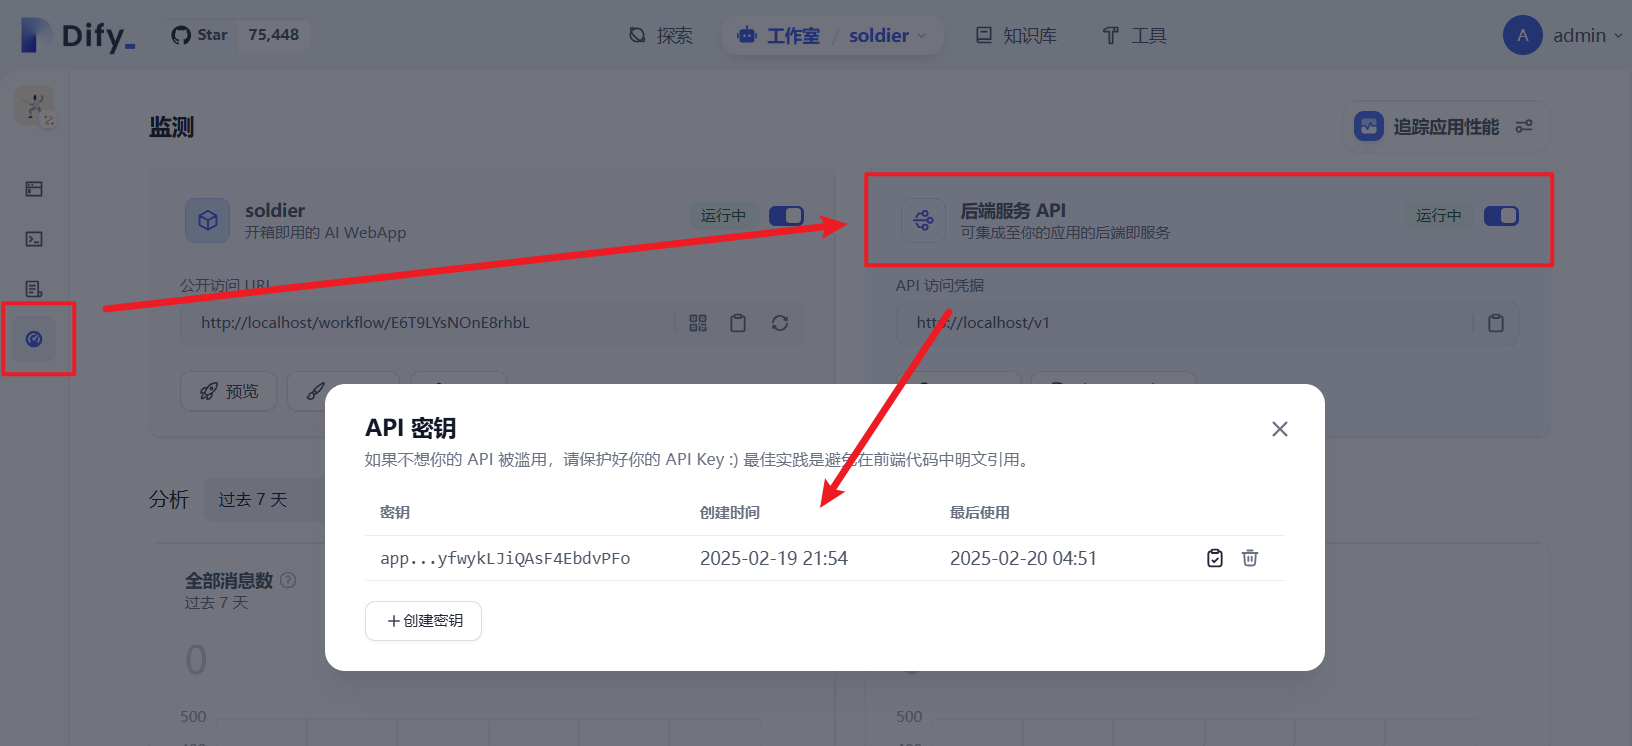 Dify_
Star 75,448
探索
工作室 / soldier
知识库
工具
A admin
监测
追踪应用性能
soldier
开箱即用的 AI WebApp
运行中
后端服务 API
可集成至你的应用的后端即服务
运行中
公开访问 URL
http://localhost/workflow/E6T9LYsNOnE8rhbL
API 访问凭据
http://localhost/v1
预览
API 密钥
如果不想你的 API 被滥用，请保护好你的 API Key :) 最佳实践是避免在前端代码中明文引用。
密钥 创建时间 最后使用
app...yfwykLJiQAsF4EbdvPFo 2025-02-19 21:54 2025-02-20 04:51
+ 创建密钥
分析 过去 7 天
全部消息数
过去 7 天
0
500
500